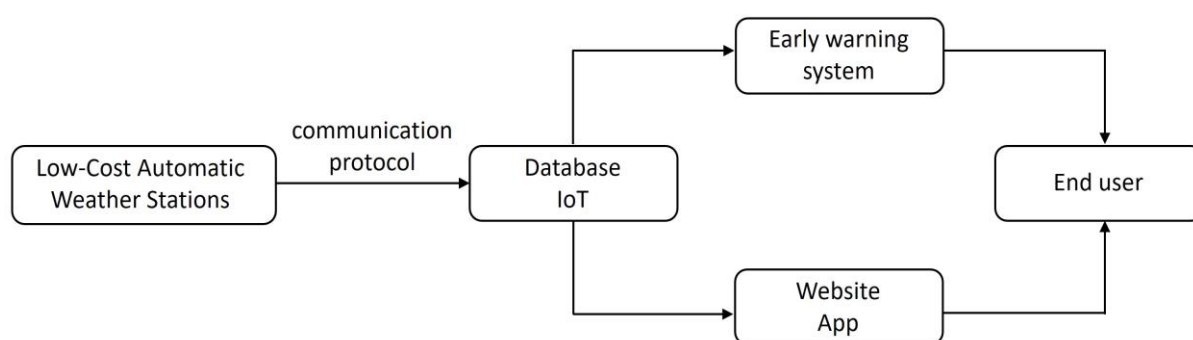 Low-Cost Automatic
Weather Stations
communication
protocol
Database
IoT
Early warning
system
Website
App
End user